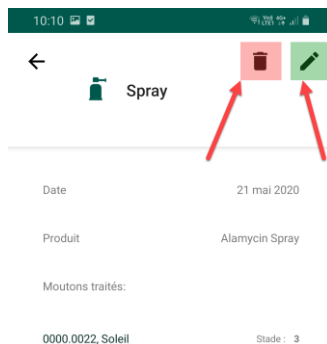 10:10
Spray
Date 21 mai 2020
Produit Alamycin Spray
Moutons traités:
0000.0022, Soleil Stade : 3